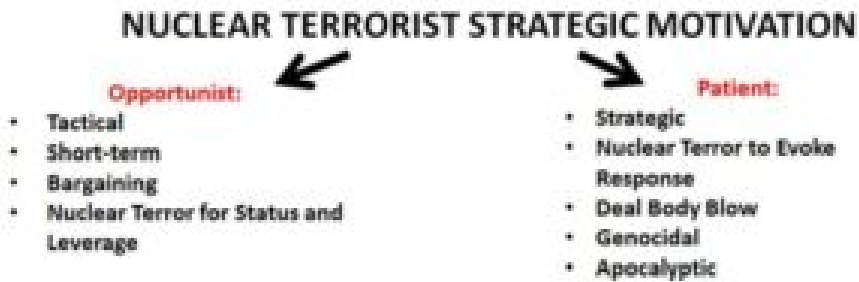 NUCLEAR TERRORIST STRATEGIC MOTIVATION
Opportunist:
• Tactical
• Short-term
• Bargaining
• Nuclear Terror for Status and
Leverage
Patient:
• Strategic
• Nuclear Terror to Evoke
Response
• Deal Body Blow
• Genocidal
• Apocalyptic